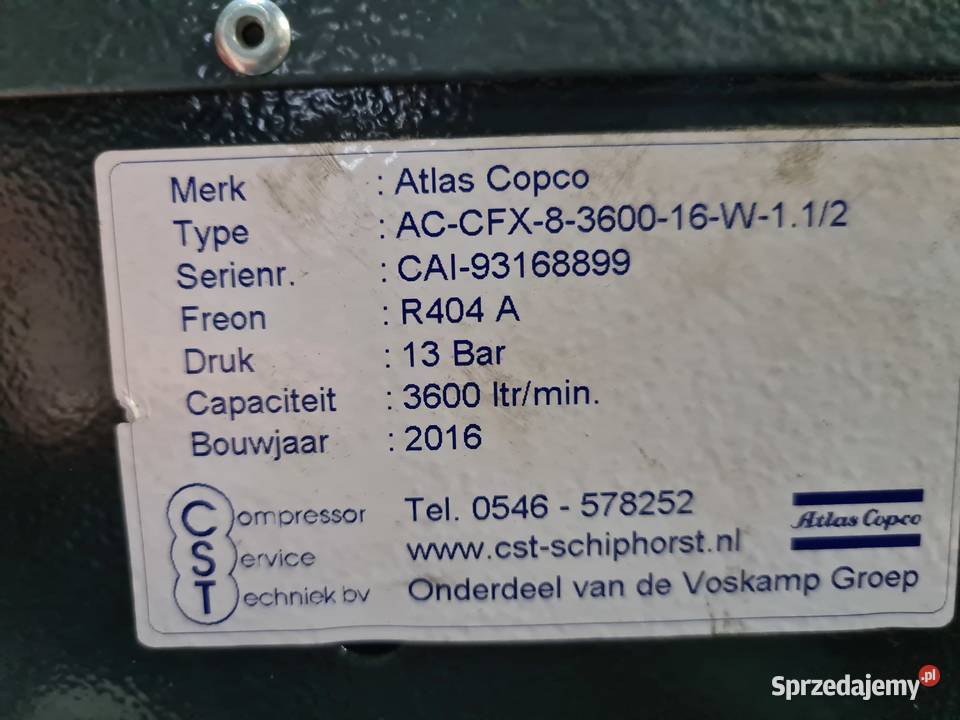 Merk : Atlas Copco
Type : AC-CFX-8-3600-16-W-1.1/2
Serienr. : CAI-93168899
Freon : R404 A
Druk : 13 Bar
Capaciteit : 3600 ltr/min.
Bouwjaar : 2016
Compressor
Service
Techniek bv
Tel. 0546 - 578252
www.cst-schiphorst.nl
Onderdeel van de Voskamp Groep
Atlas Copco
Sprzedajemy.pl